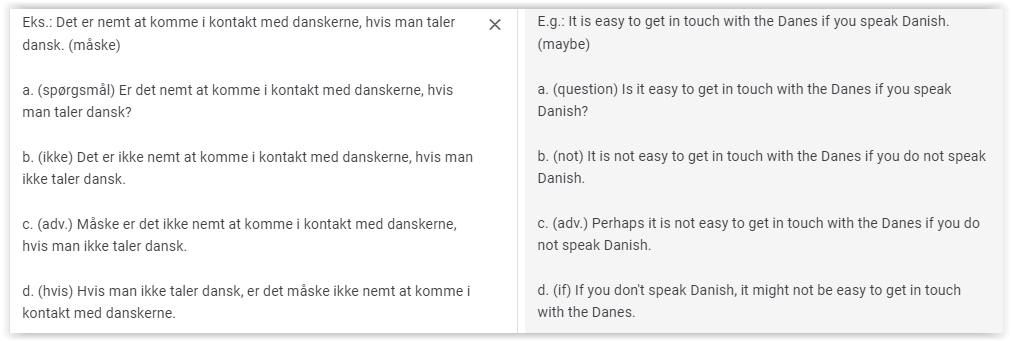 Eks.: Det er nemt at komme i kontakt med danskerne, hvis man taler
dansk. (måske)
a. (spørgsmål) Er det nemt at komme i kontakt med danskerne, hvis
man taler dansk?
b. (ikke) Det er ikke nemt at komme i kontakt med danskerne, hvis man
ikke taler dansk.
c. (adv.) Måske er det ikke nemt at komme i kontakt med danskerne,
hvis man ikke taler dansk.
d. (hvis) Hvis man ikke taler dansk, er det måske ikke nemt at komme i
kontakt med danskerne.
E.g.: It is easy to get in touch with the Danes if you speak Danish.
(maybe)
a. (question) Is it easy to get in touch with the Danes if you speak
Danish?
b. (not) It is not easy to get in touch with the Danes if you do not speak
Danish.
c. (adv.) Perhaps it is not easy to get in touch with the Danes if you do
not speak Danish.
d. (if) If you don't speak Danish, it might not be easy to get in touch
with the Danes.